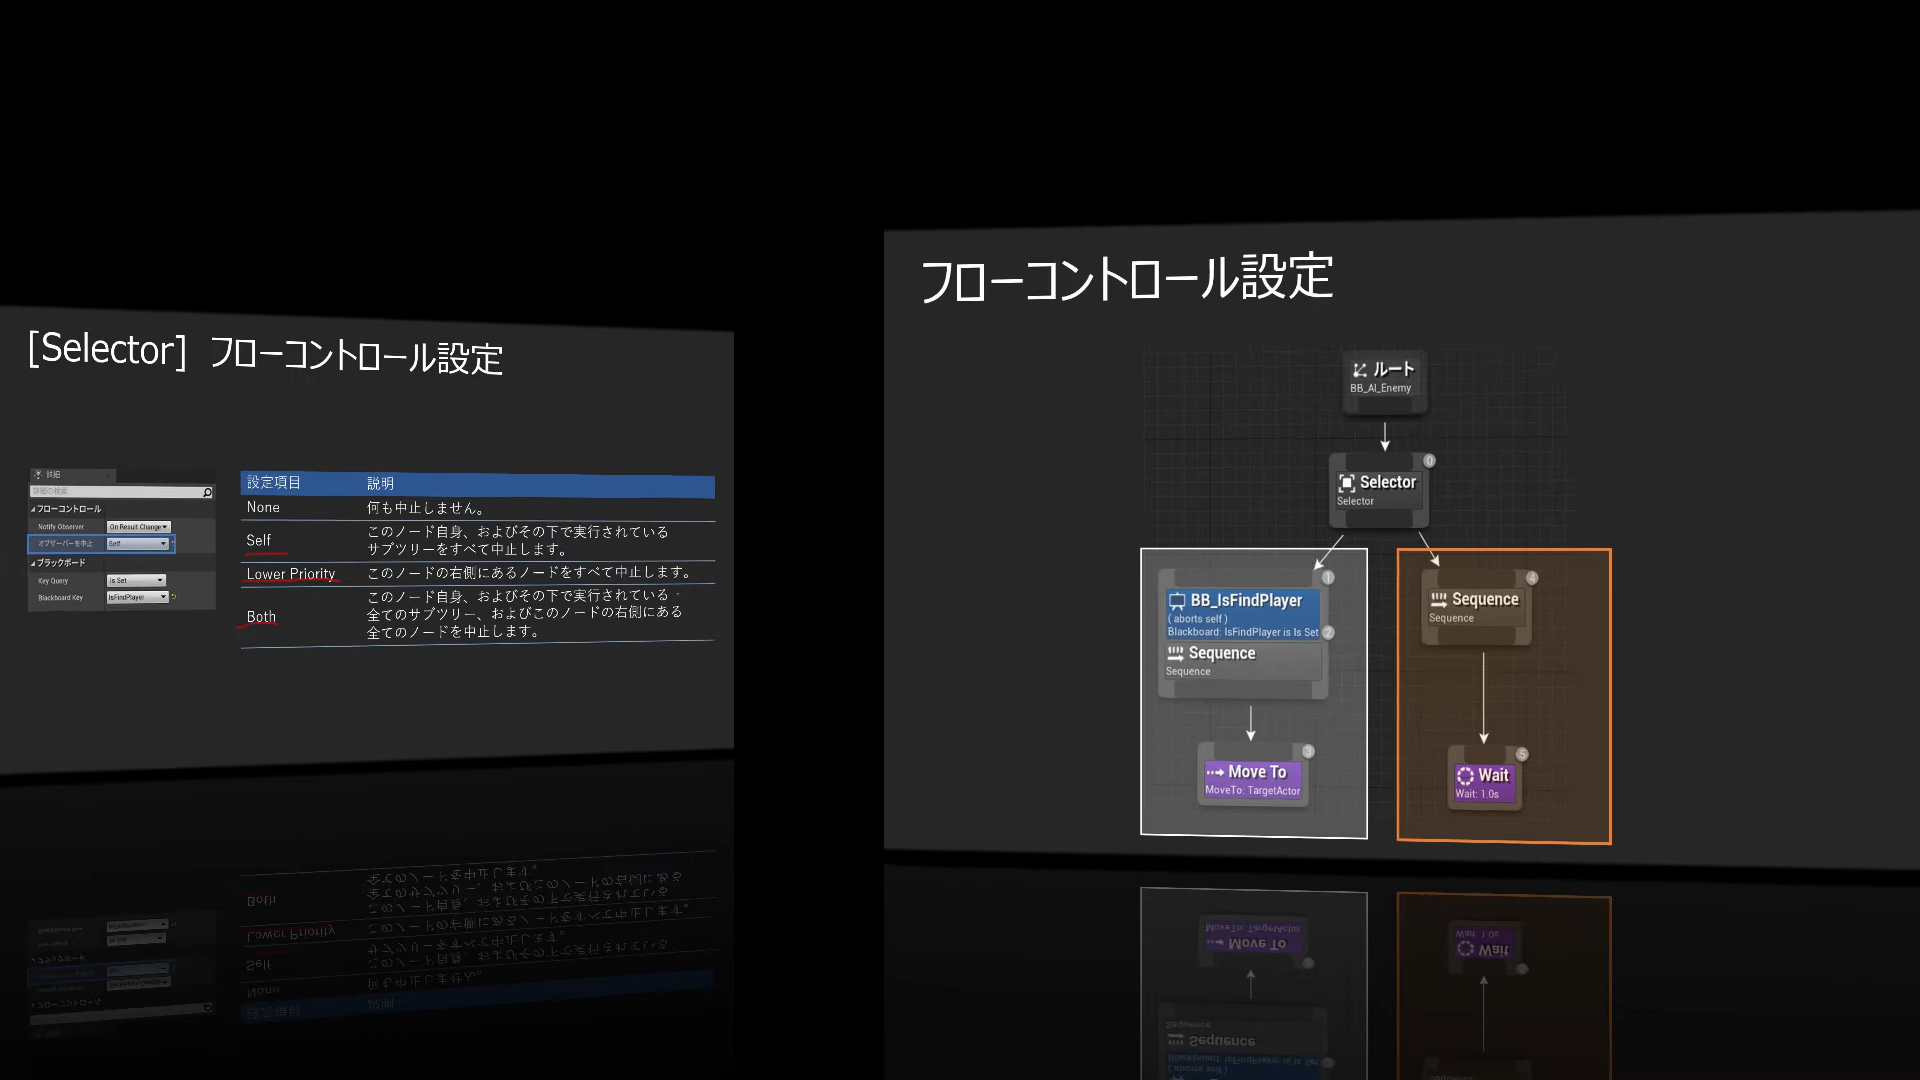 [Selector] フローコントロール設定
詳細
詳細の検索
フローコントロール
Notify Observer On Result Change
オブザーバーを中止 Self
ブラックボード
Key Query Is Set
Blackboard Key IsFindPlayer
設定項目 説明
None 何も中止しません。
Self このノード自身、およびその下で実行されている
サブツリーをすべて中止します。
Lower Priority このノードの右側にあるノードをすべて中止します。
Both このノード自身、およびその下で実行されている
全てのサブツリー、およびこのノードの右側にある
全てのノードを中止します。
フローコントロール設定
ルート
BB_AI_Enemy
0
Selector
Selector
1
BB_IsFindPlayer
( aborts self )
Blackboard: IsFindPlayer is Is Set
2
Sequence
Sequence
3
Move To
MoveTo: TargetActor
4
Sequence
Sequence
5
Wait
Wait: 1.0s